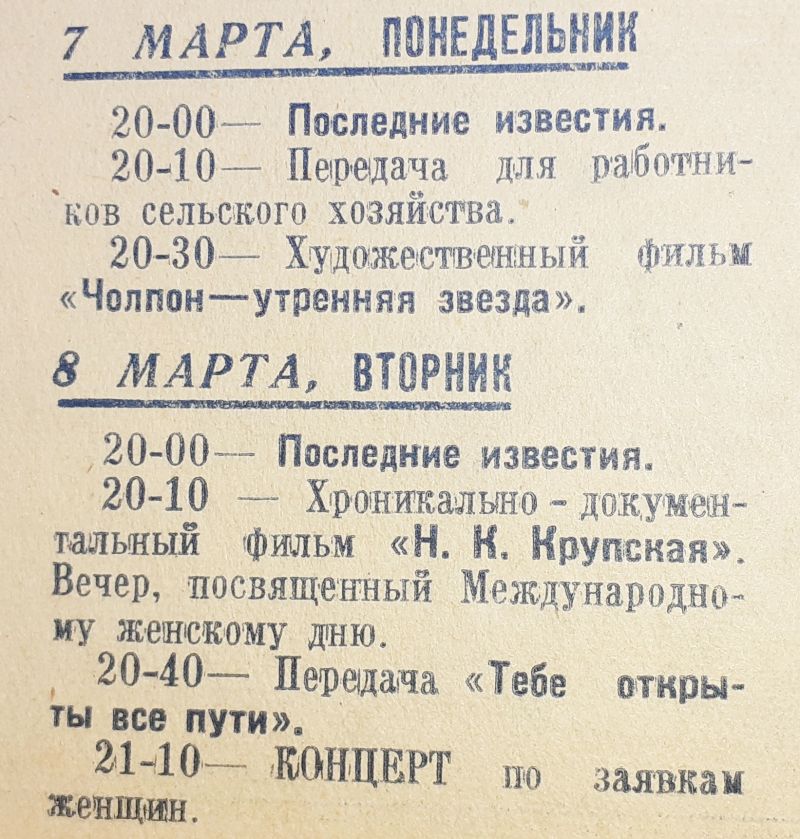 7 МАРТА, ПОНЕДЕЛЬНИК
20-00— Последние известия.
20-10— Передача для работни-
ков сельского хозяйства.
20-30— Художественный фильм
«Чолпон—утренняя звезда».
8 МАРТА, ВТОРНИК
20-00— Последние известия.
20-10 — Хроникально - докумен-
тальный фильм «Н. К. Крупская».
Вечер, посвященный Международно-
му женскому дню.
20-40— Передача «Тебе откры-
ты все пути».
21-10— КОНЦЕРТ по заявкам
женщин.